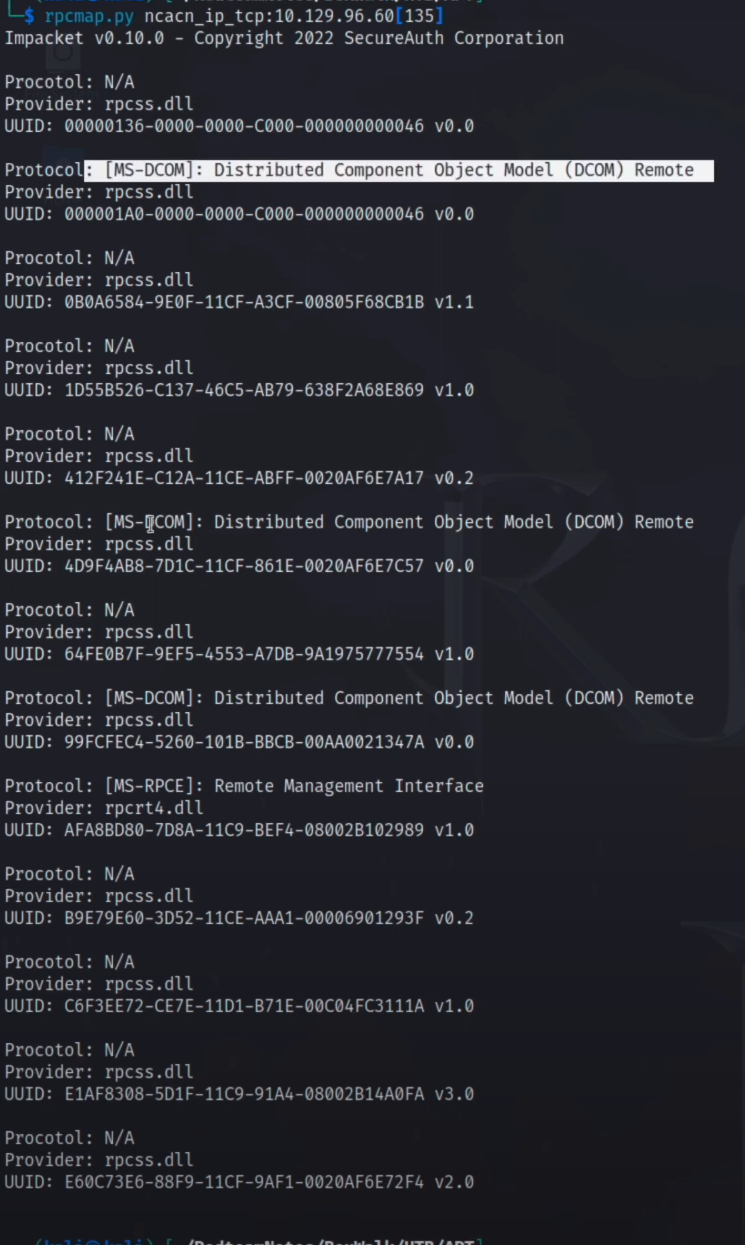 └─$ rpcmap.py ncacn_ip_tcp:10.129.96.60[135]
Impacket v0.10.0 - Copyright 2022 SecureAuth Corporation
Procotol: N/A
Provider: rpcss.dll
UUID: 00000136-0000-0000-C000-000000000046 v0.0
Protocol: [MS-DCOM]: Distributed Component Object Model (DCOM) Remote
Provider: rpcss.dll
UUID: 000001A0-0000-0000-C000-000000000046 v0.0
Procotol: N/A
Provider: rpcss.dll
UUID: 0B0A6584-9E0F-11CF-A3CF-00805F68CB1B v1.1
Procotol: N/A
Provider: rpcss.dll
UUID: 1D55B526-C137-46C5-AB79-638F2A68E869 v1.0
Procotol: N/A
Provider: rpcss.dll
UUID: 412F241E-C12A-11CE-ABFF-0020AF6E7A17 v0.2
Protocol: [MS-DCOM]: Distributed Component Object Model (DCOM) Remote
Provider: rpcss.dll
UUID: 4D9F4AB8-7D1C-11CF-861E-0020AF6E7C57 v0.0
Procotol: N/A
Provider: rpcss.dll
UUID: 64FE0B7F-9EF5-4553-A7DB-9A1975777554 v1.0
Protocol: [MS-DCOM]: Distributed Component Object Model (DCOM) Remote
Provider: rpcss.dll
UUID: 99FCFEC4-5260-101B-BBCB-00AA0021347A v0.0
Protocol: [MS-RPCE]: Remote Management Interface
Provider: rpcrt4.dll
UUID: AFA8BD80-7D8A-11C9-BEF4-08002B102989 v1.0
Procotol: N/A
Provider: rpcss.dll
UUID: B9E79E60-3D52-11CE-AAA1-00006901293F v0.2
Procotol: N/A
Provider: rpcss.dll
UUID: C6F3EE72-CE7E-11D1-B71E-00C04FC3111A v1.0
Procotol: N/A
Provider: rpcss.dll
UUID: E1AF8308-5D1F-11C9-91A4-08002B14A0FA v3.0
Procotol: N/A
Provider: rpcss.dll
UUID: E60C73E6-88F9-11CF-9AF1-0020AF6E72F4 v2.0